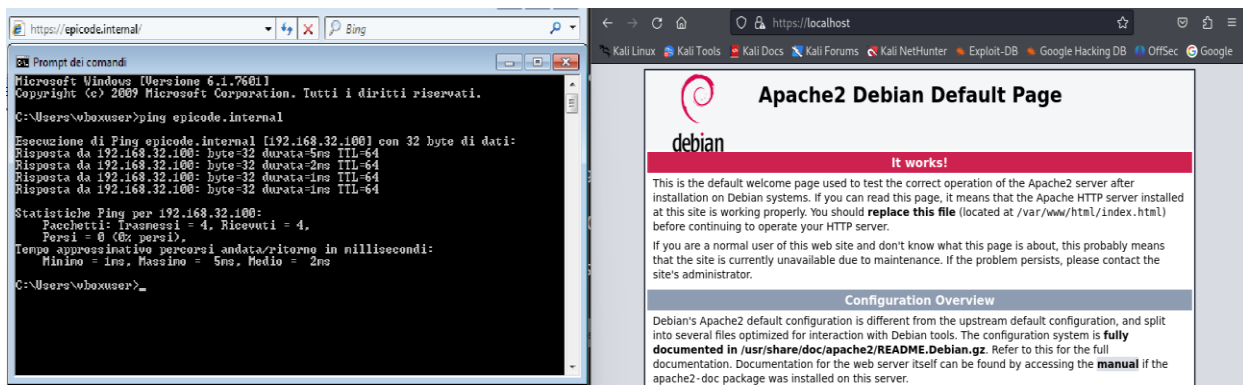 https://epicode.internal/
Bing
Prompt dei comandi
Microsoft Windows [Versione 6.1.7601]
Copyright (c) 2009 Microsoft Corporation. Tutti i diritti riservati.
C:\Users\vboxuser>ping epicode.internal
Esecuzione di Ping epicode.internal [192.168.32.100] con 32 byte di dati:
Risposta da 192.168.32.100: byte=32 durata=5ms TTL=64
Risposta da 192.168.32.100: byte=32 durata=2ms TTL=64
Risposta da 192.168.32.100: byte=32 durata=1ms TTL=64
Risposta da 192.168.32.100: byte=32 durata=1ms TTL=64
Statistiche Ping per 192.168.32.100:
Pacchetti: Trasmessi = 4, Ricevuti = 4,
Persi = 0 (0% persi),
Tempo approssimativo percorsi andata/ritorno in millisecondi:
Minimo = 1ms, Massimo = 5ms, Medio = 2ms
C:\Users\vboxuser>_
https://localhost
Kali Linux Kali Tools Kali Docs Kali Forums Kali NetHunter Exploit-DB Google Hacking DB OffSec Google
debian
Apache2 Debian Default Page
It works!
This is the default welcome page used to test the correct operation of the Apache2 server after
installation on Debian systems. If you can read this page, it means that the Apache HTTP server installed
at this site is working properly. You should replace this file (located at /var/www/html/index.html)
before continuing to operate your HTTP server.
If you are a normal user of this web site and don't know what this page is about, this probably means
that the site is currently unavailable due to maintenance. If the problem persists, please contact the
site's administrator.
Configuration Overview
Debian's Apache2 default configuration is different from the upstream default configuration, and split
into several files optimized for interaction with Debian tools. The configuration system is fully
documented in /usr/share/doc/apache2/README.Debian.gz. Refer to this for the full
documentation. Documentation for the web server itself can be found by accessing the manual if the
apache2-doc package was installed on this server.